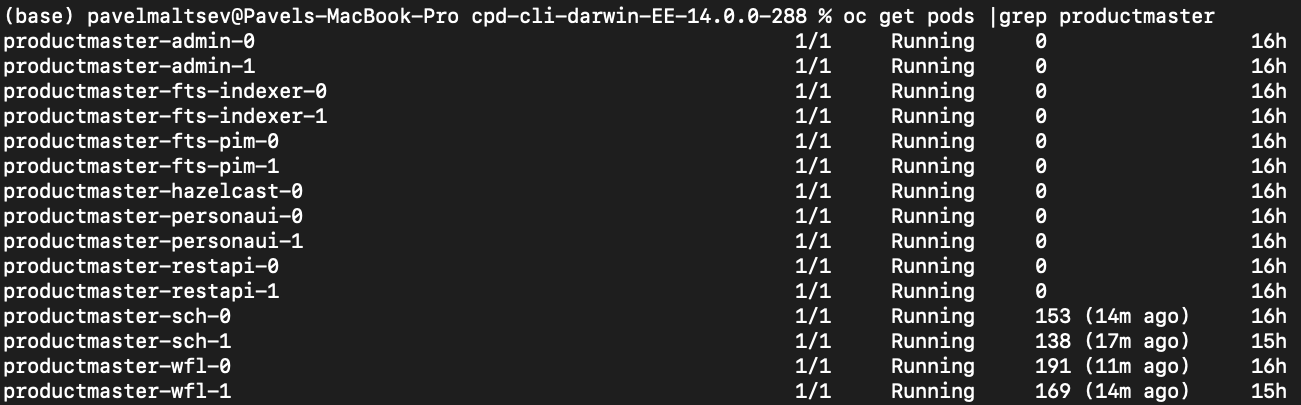 (base) pavelmaltsev@Pavels-MacBook-Pro cpd-cli-darwin-EE-14.0.0-288 % oc get pods |grep productmaster
productmaster-admin-0 1/1 Running 0 16h
productmaster-admin-1 1/1 Running 0 16h
productmaster-fts-indexer-0 1/1 Running 0 16h
productmaster-fts-indexer-1 1/1 Running 0 16h
productmaster-fts-pim-0 1/1 Running 0 16h
productmaster-fts-pim-1 1/1 Running 0 16h
productmaster-hazelcast-0 1/1 Running 0 16h
productmaster-personaui-0 1/1 Running 0 16h
productmaster-personaui-1 1/1 Running 0 16h
productmaster-restapi-0 1/1 Running 0 16h
productmaster-restapi-1 1/1 Running 0 16h
productmaster-sch-0 1/1 Running 153 (14m ago) 16h
productmaster-sch-1 1/1 Running 138 (17m ago) 15h
productmaster-wfl-0 1/1 Running 191 (11m ago) 16h
productmaster-wfl-1 1/1 Running 169 (14m ago) 15h